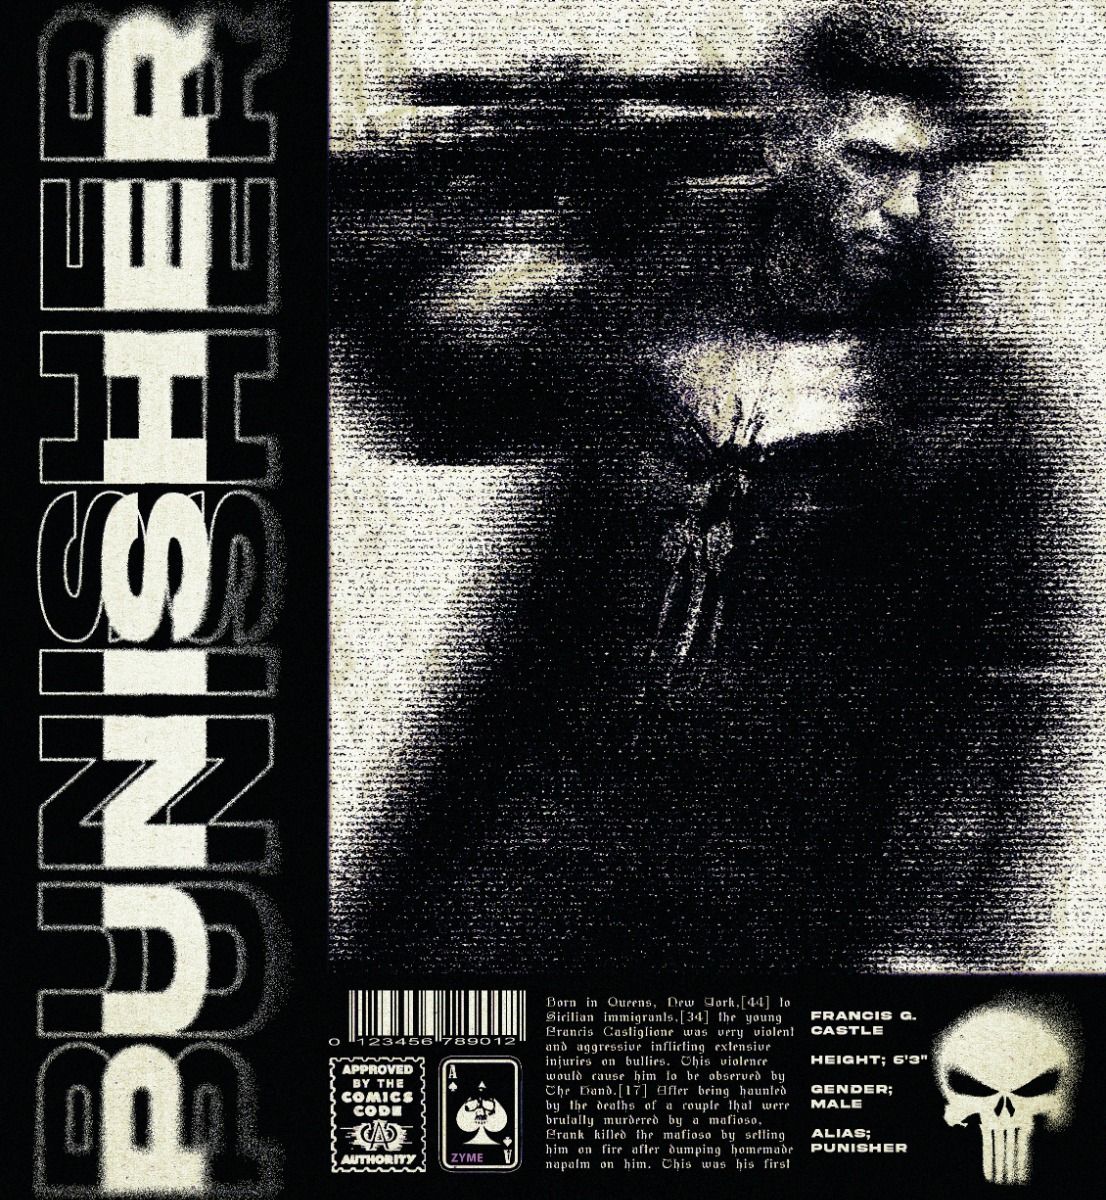 PUNISHER
0 123456 789012
APPROVED
BY THE
COMICS
CODE
CA
AUTHORITY
A
ZYME
A
Born in Queens, New York,[44] to
Sicilian immigrants,[34] the young
Francis Castiglione was very violent
and aggressive inflicting extensive
injuries on bullies. This violence
would cause him to be observed by
The Hand.[17] After being haunted
by the deaths of a couple that were
brutally murdered by a mafioso,
Frank killed the mafioso by setting
him on fire after dumping homemade
napalm on him. This was his first
FRANCIS G.
CASTLE
HEIGHT; 6'3"
GENDER;
MALE
ALIAS;
PUNISHER